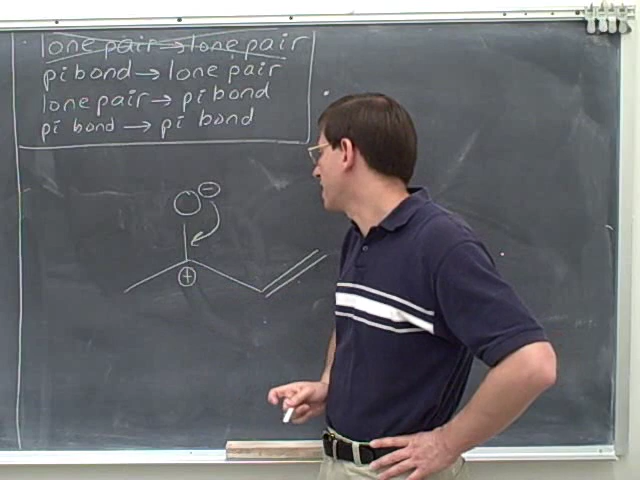 lone pair → lone pair
pi bond → lone pair
lone pair → pi bond
pi bond → pi bond
O −
+